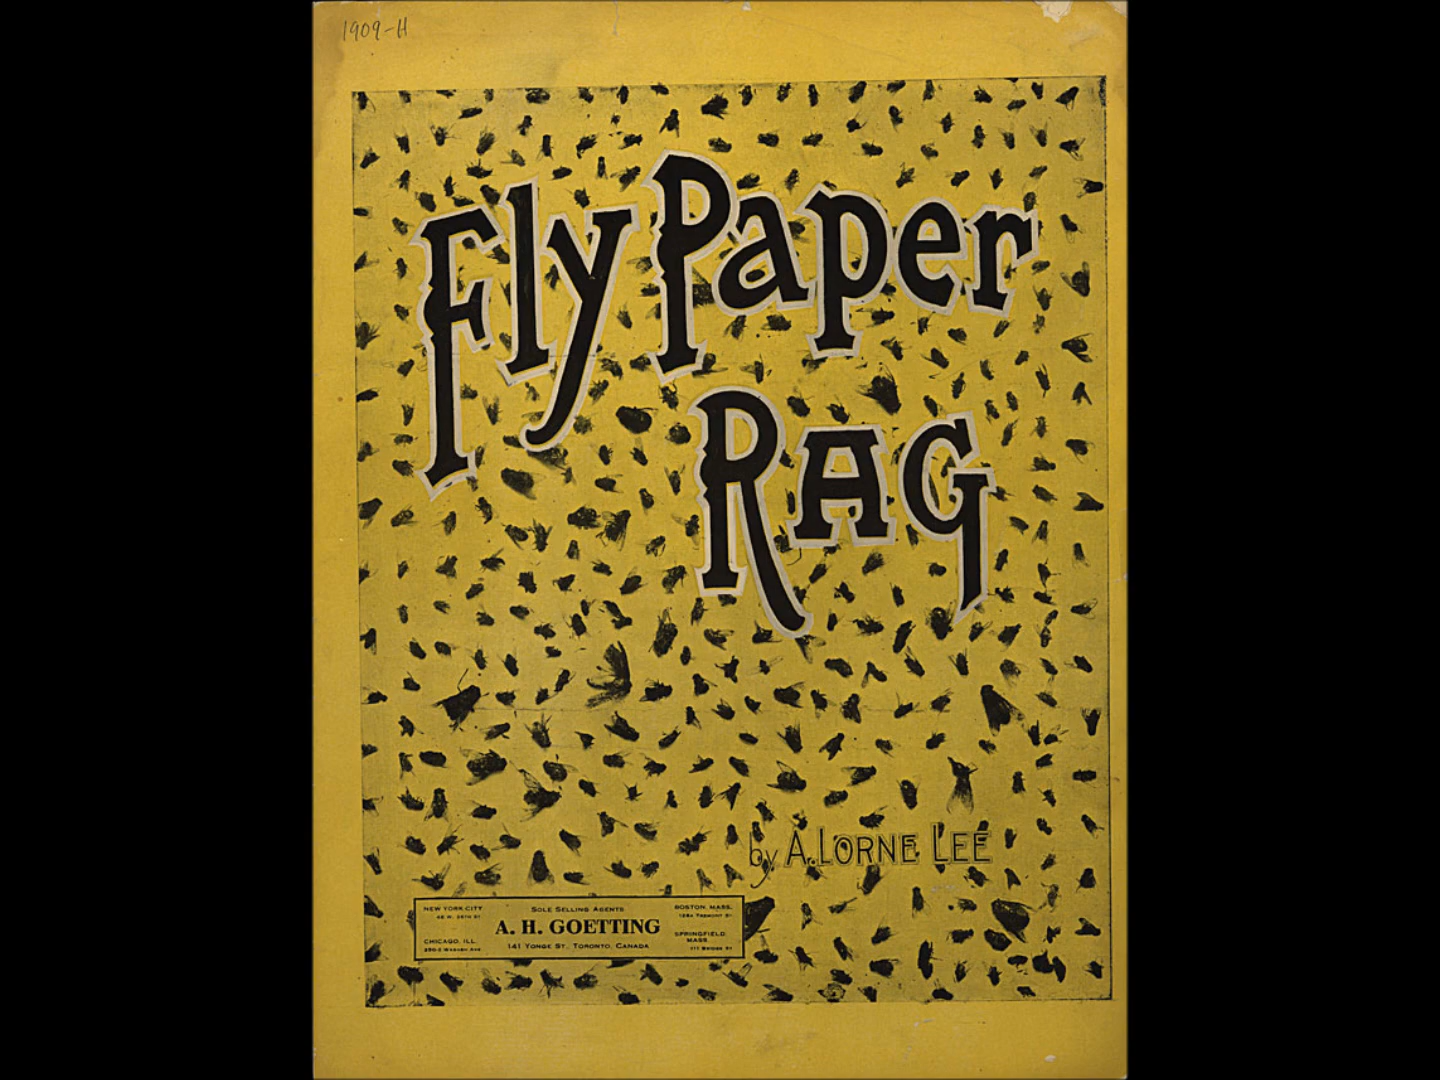 1909-H
Fly Paper
RAG
by A. LORNE LEE
NEW YORK CITY
SOLE SELLING AGENTS
BOSTON, MASS.
A. H. GOETTING
CHICAGO, ILL.
SPRINGFIELD
MASS.
141 YONGE ST. TORONTO, CANADA